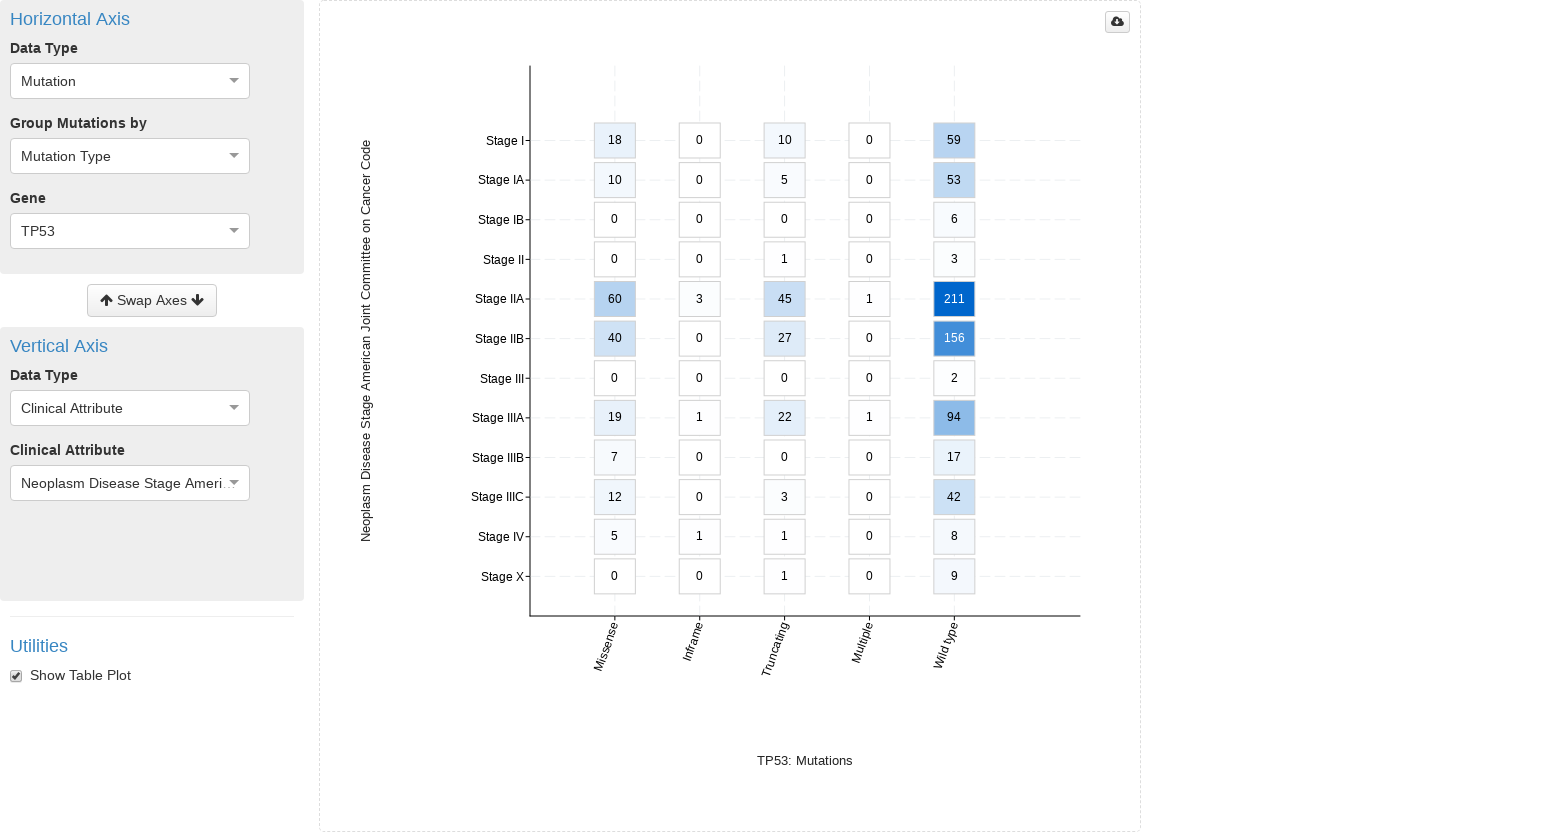 Horizontal Axis
Data Type
Mutation
Group Mutations by
Mutation Type
Gene
TP53
Swap Axes
Vertical Axis
Data Type
Clinical Attribute
Clinical Attribute
Neoplasm Disease Stage Ameri...
Utilities
Show Table Plot
Neoplasm Disease Stage American Joint Committee on Cancer Code
Stage I 18 0 10 0 59
Stage IA 10 0 5 0 53
Stage IB 0 0 0 0 6
Stage II 0 0 1 0 3
Stage IIA 60 3 45 1 211
Stage IIB 40 0 27 0 156
Stage III 0 0 0 0 2
Stage IIIA 19 1 22 1 94
Stage IIIB 7 0 0 0 17
Stage IIIC 12 0 3 0 42
Stage IV 5 1 1 0 8
Stage X 0 0 1 0 9
Missense Inframe Truncating Multiple Wild type
TP53: Mutations